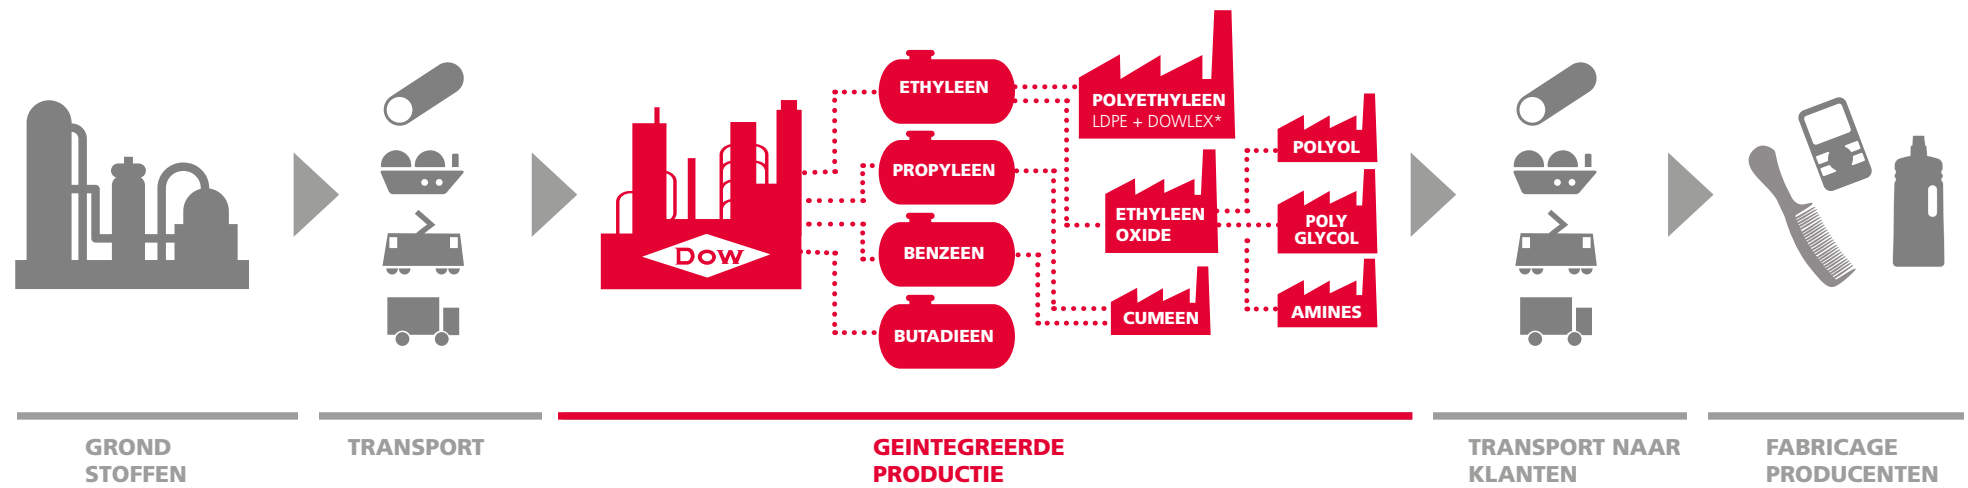 DOW
ETHYLEEN
PROPYLEEN
BENZEEN
BUTADIEEN
POLYETHYLEEN
LDPE + DOWLEX*
ETHYLEEN
OXIDE
CUMEEN
POLYOL
POLY
GLYCOL
AMINES
GROND
STOFFEN
TRANSPORT
GEINTEGREERDE
PRODUCTIE
TRANSPORT NAAR
KLANTEN
FABRICAGE
PRODUCENTEN